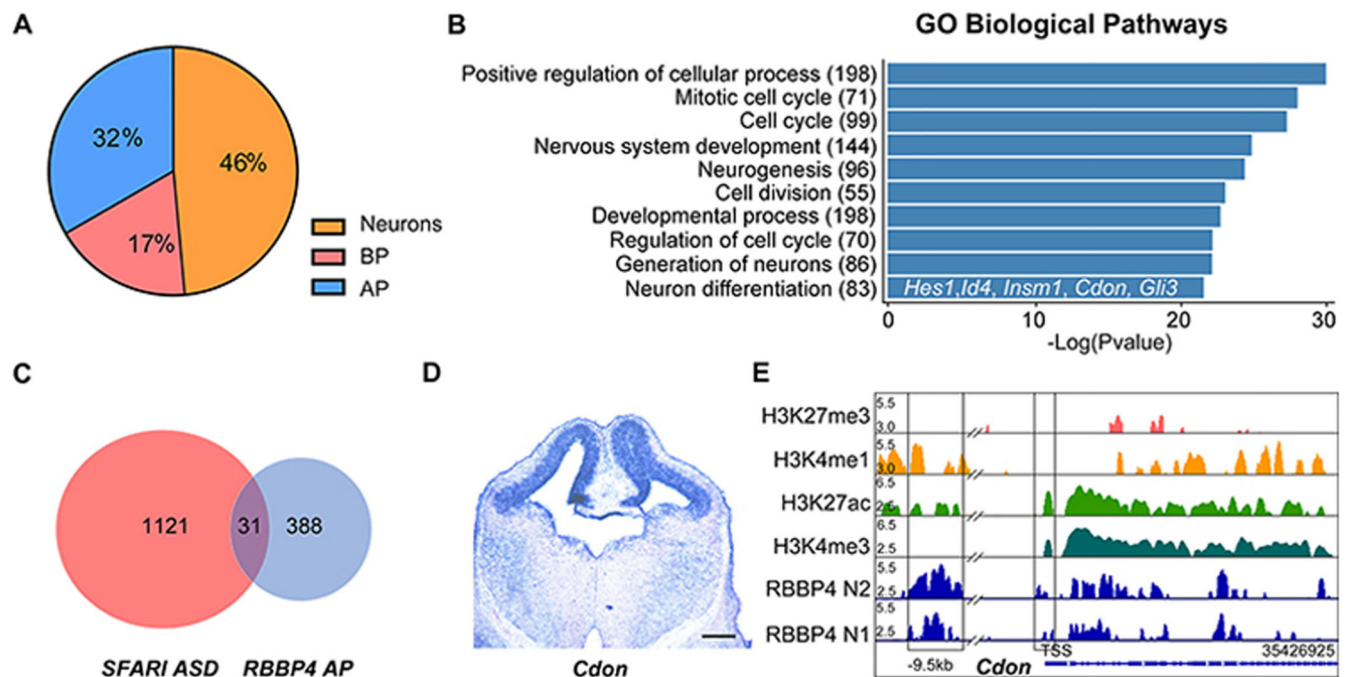 A
32%
46%
17%
Neurons
BP
AP
B
GO Biological Pathways
Positive regulation of cellular process (198)
Mitotic cell cycle (71)
Cell cycle (99)
Nervous system development (144)
Neurogenesis (96)
Cell division (55)
Developmental process (198)
Regulation of cell cycle (70)
Generation of neurons (86)
Neuron differentiation (83)
Hes1,Id4, Insm1, Cdon, Gli3
0 10 20 30
-Log(Pvalue)
C
1121 31 388
SFARI ASD RBBP4 AP
D
Cdon
E
H3K27me3 5.5 3.0
H3K4me1 5.5 3.0
H3K27ac 6.5 2.5
H3K4me3 6.5 2.5
RBBP4 N2 5.5 2.5
RBBP4 N1 5.5 2.5
TSS 35426925
-9.5kb Cdon